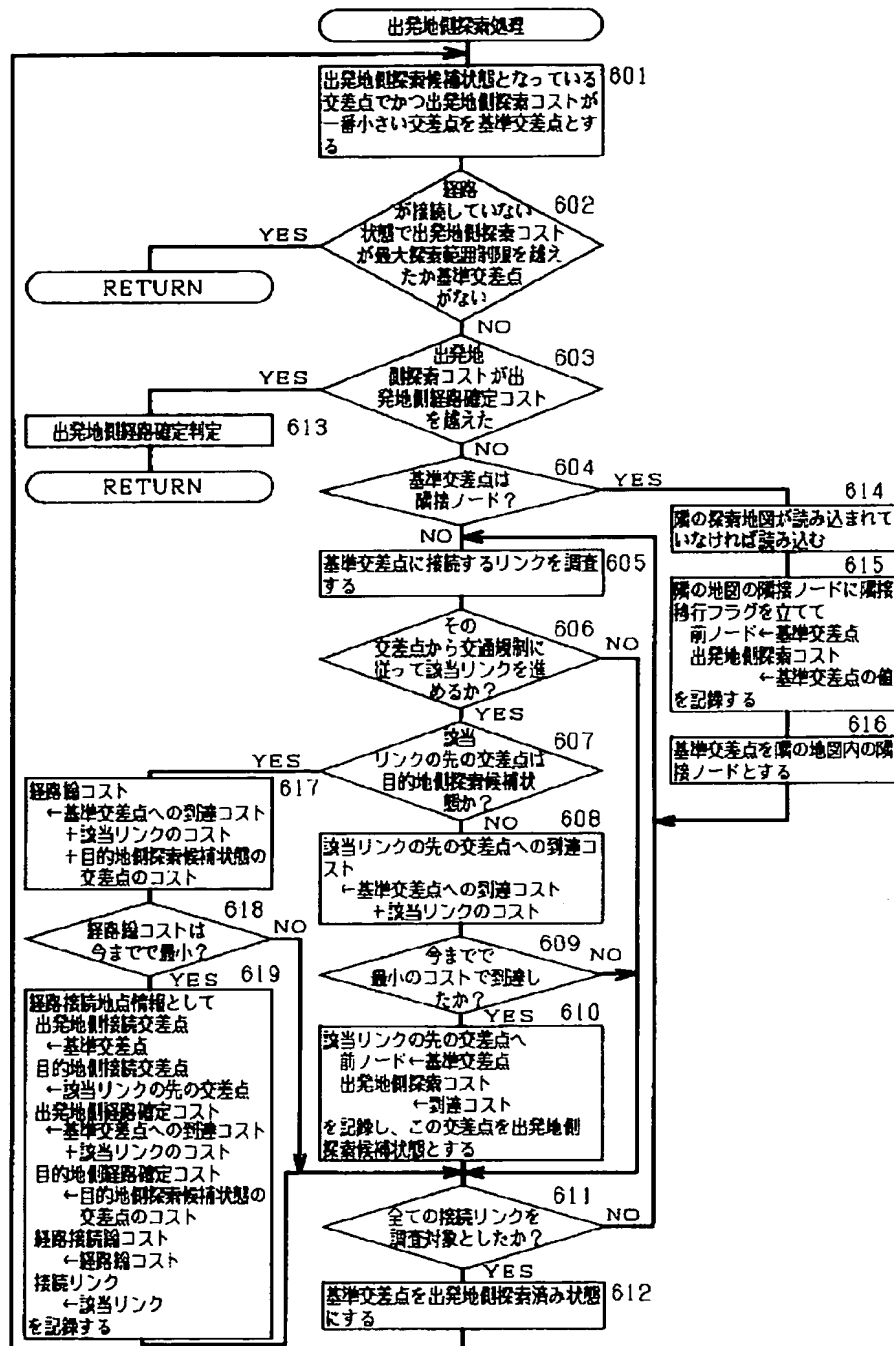 出発地側探索処理
出発地側探索候補状態となっている
交差点でかつ出発地側探索コストが
一番小さい交差点を基準交差点とす
る
601
経路
が接続していない
状態で出発地側探索コスト
が最大探索範囲制限を越え
たか基準交差点
がない
602
YES
RETURN
NO
出発地
側探索コストが出
発地側経路確定コスト
を越えた
603
YES
出発地側経路確定判定
613
RETURN
NO
基準交差点は
隣接ノード？
604
YES
614
隣の探索地図が読み込まれて
いなければ読み込む
615
隣の地図の隣接ノードに隣接
移行フラグを立てて
前ノード←基準交差点
出発地側探索コスト
←基準交差点の値
を記録する
616
基準交差点を隣の地図内の隣
接ノードとする
NO
基準交差点に接続するリンクを調査
する
605
その
交差点から交通規制に
従って該当リンクを進
めるか？
606
NO
YES
該当
リンクの先の交差点は
目的地側探索候補状
態か？
607
YES
617
経路総コスト
←基準交差点への到達コスト
＋該当リンクのコスト
＋目的地側探索候補状態の
交差点のコスト
NO
608
該当リンクの先の交差点への到達コ
スト
←基準交差点への到達コスト
＋該当リンクのコスト
経路総コストは
今までで最小？
618
NO
YES
619
経路接続地点情報として
出発地側接続交差点
←基準交差点
目的地側接続交差点
←該当リンクの先の交差点
出発地側経路確定コスト
←基準交差点への到達コスト
＋該当リンクのコスト
目的地側経路確定コスト
←目的地側探索候補状態の
交差点のコスト
経路接続総コスト
←経路総コスト
接続リンク
←該当リンク
を記録する
今までで
最小のコストで到達し
たか？
609
NO
YES
610
該当リンクの先の交差点へ
前ノード←基準交差点
出発地側探索コスト
←到達コスト
を記録し、この交差点を出発地側
探索候補状態とする
611
全ての接続リンクを
調査対象としたか？
NO
YES
基準交差点を出発地側探索済み状態
にする
612